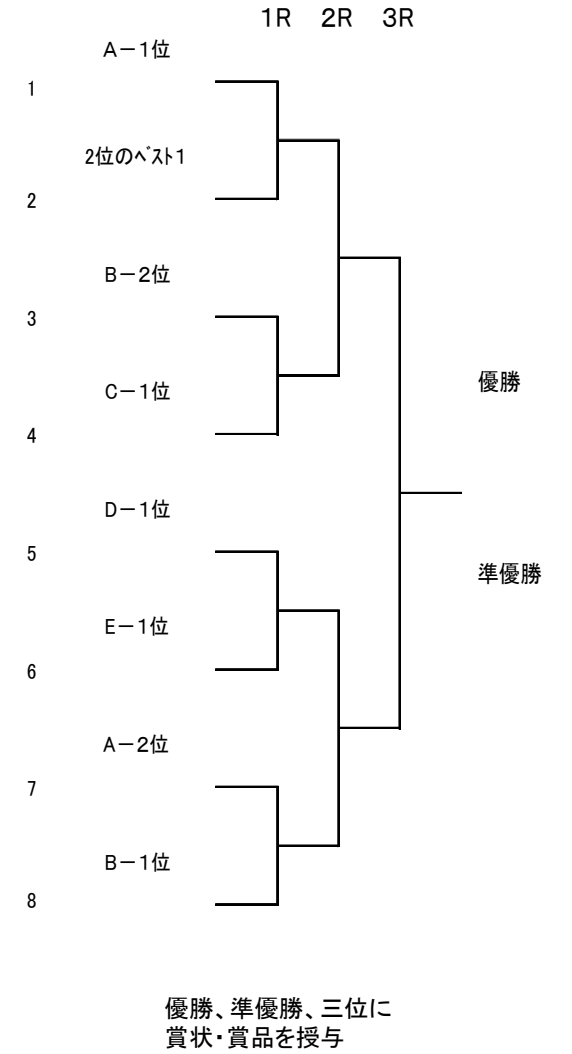 1R 2R 3R
A－1位
1
2位のﾍﾞｽﾄ1
2
B－2位
3
C－1位
4
D－1位
5
E－1位
6
A－2位
7
B－1位
8
優勝
準優勝
優勝、準優勝、三位に
賞状・賞品を授与